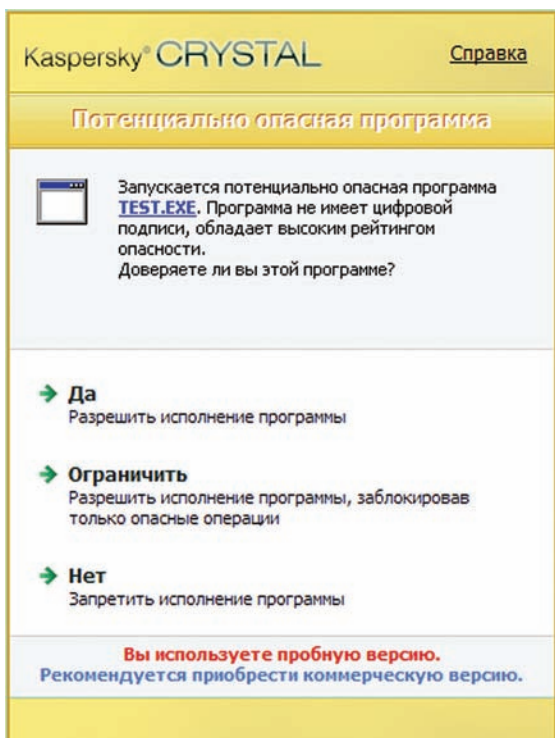 Kaspersky® CRYSTAL
Справка
Потенциально опасная программа
Запускается потенциально опасная программа
TEST.EXE. Программа не имеет цифровой
подписи, обладает высоким рейтингом
опасности.
Доверяете ли вы этой программе?
Да
Разрешить исполнение программы
Ограничить
Разрешить исполнение программы, заблокировав
только опасные операции
Нет
Запретить исполнение программы
Вы используете пробную версию.
Рекомендуется приобрести коммерческую версию.